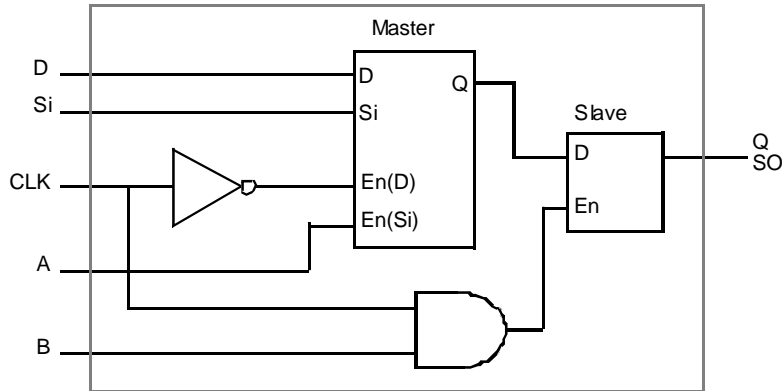 Master
D
D
Q
Si
Si
Slave
Q
SO
D
CLK
En(D)
En
En(Si)
A
B